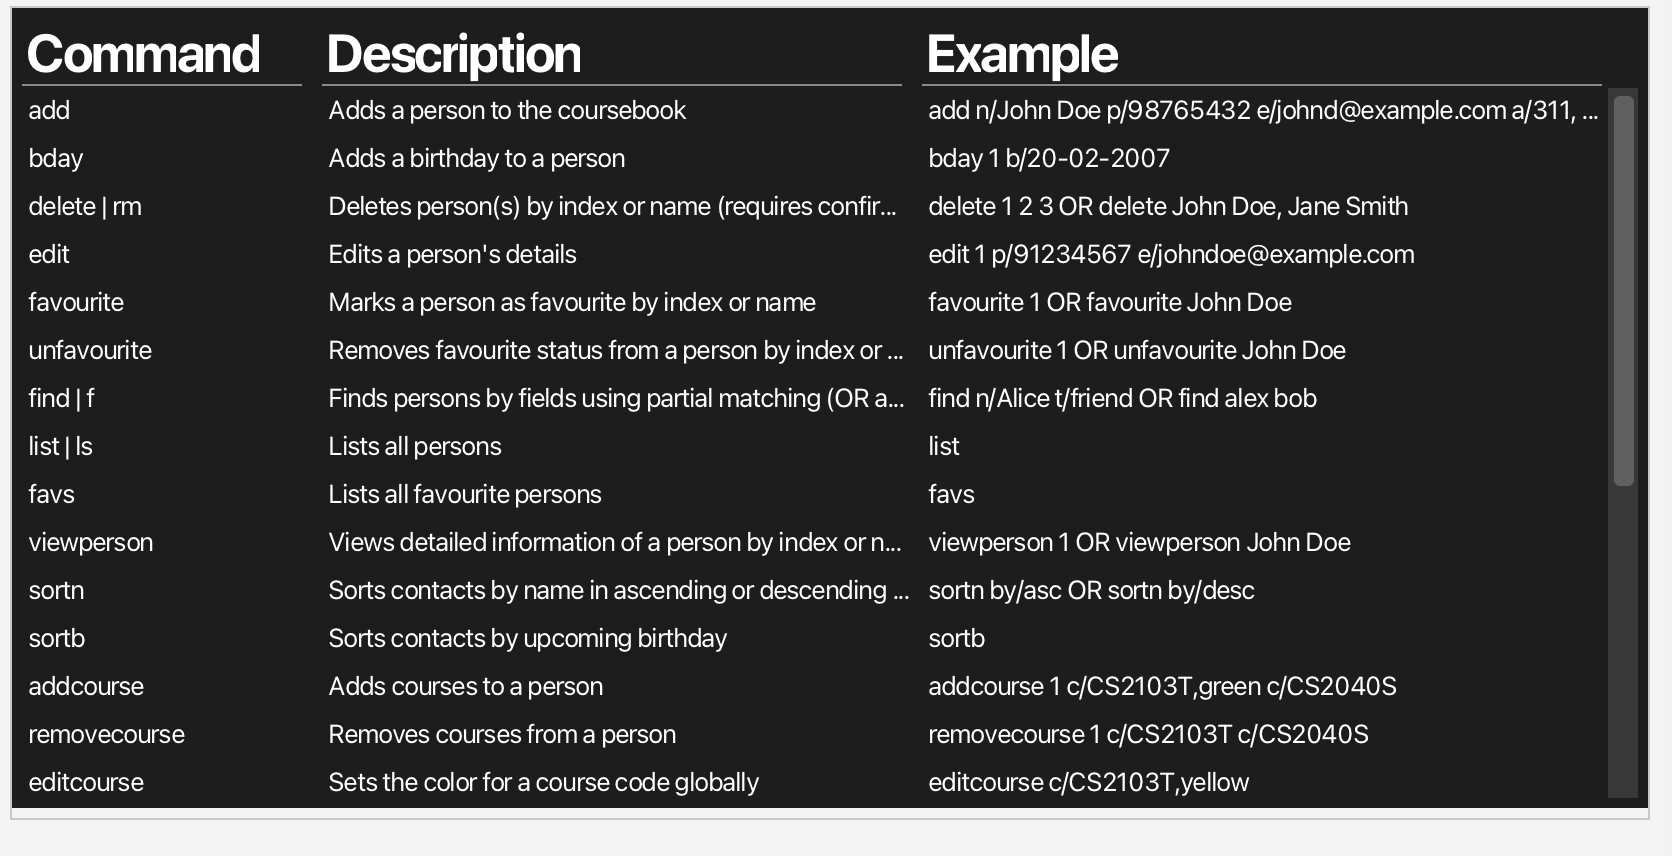 Command Description Example
add Adds a person to the coursebook add n/John Doe p/98765432 e/johnd@example.com a/311, ...
bday Adds a birthday to a person bday 1 b/20-02-2007
delete | rm Deletes person(s) by index or name (requires confir... delete 1 2 3 OR delete John Doe, Jane Smith
edit Edits a person's details edit 1 p/91234567 e/johndoe@example.com
favourite Marks a person as favourite by index or name favourite 1 OR favourite John Doe
unfavourite Removes favourite status from a person by index or ... unfavourite 1 OR unfavourite John Doe
find | f Finds persons by fields using partial matching (OR a... find n/Alice t/friend OR find alex bob
list | ls Lists all persons list
favs Lists all favourite persons favs
viewperson Views detailed information of a person by index or n... viewperson 1 OR viewperson John Doe
sortn Sorts contacts by name in ascending or descending ... sortn by/asc OR sortn by/desc
sortb Sorts contacts by upcoming birthday sortb
addcourse Adds courses to a person addcourse 1 c/CS2103T,green c/CS2040S
removecourse Removes courses from a person removecourse 1 c/CS2103T c/CS2040S
editcourse Sets the color for a course code globally editcourse c/CS2103T,yellow